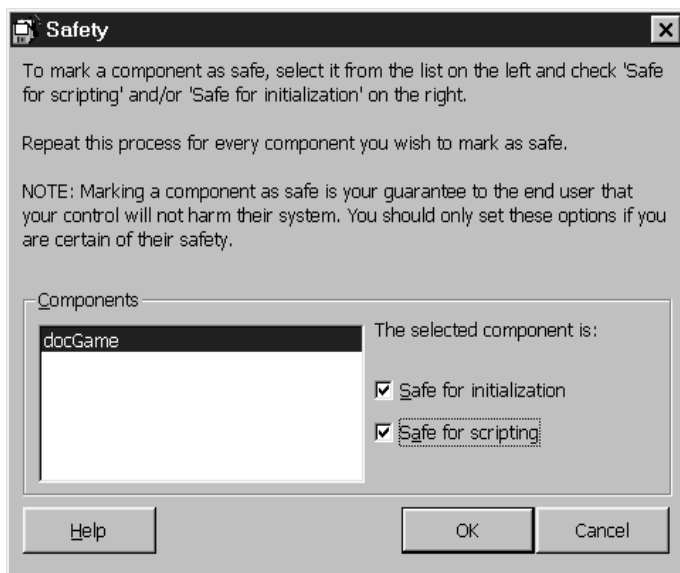 Safety
To mark a component as safe, select it from the list on the left and check 'Safe
for scripting' and/or 'Safe for initialization' on the right.
Repeat this process for every component you wish to mark as safe.
NOTE: Marking a component as safe is your guarantee to the end user that
your control will not harm their system. You should only set these options if you
are certain of their safety.
Components
docGame
The selected component is:
Safe for initialization
Safe for scripting
Help
OK
Cancel